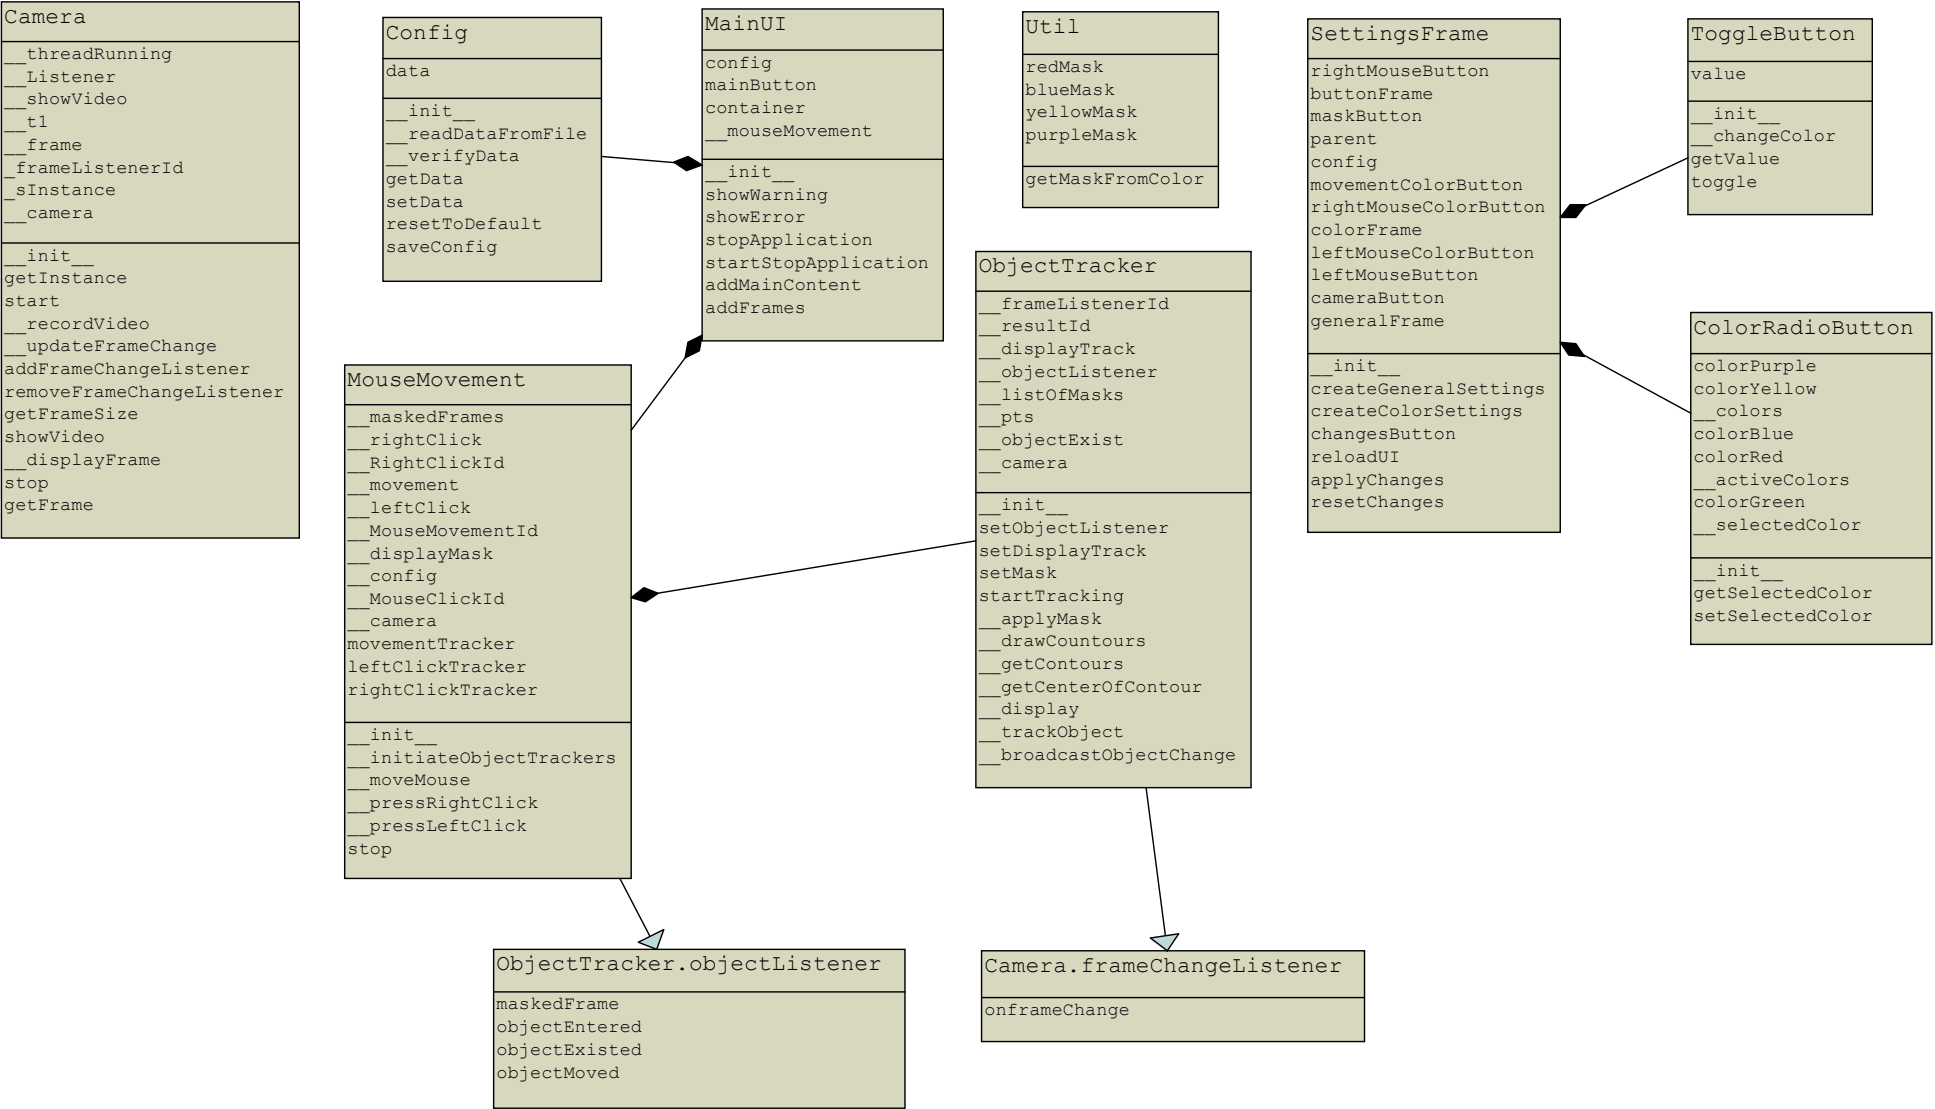 Camera
__threadRunning
__Listener
__showVideo
__t1
__frame
_frameListenerId
_sInstance
__camera
__init__
getInstance
start
__recordVideo
__updateFrameChange
addFrameChangeListener
removeFrameChangeListener
getFrameSize
showVideo
__displayFrame
stop
getFrame
Config
data
__init__
__readDataFromFile
__verifyData
getData
setData
resetToDefault
saveConfig
MainUI
config
mainButton
container
__mouseMovement
__init__
showWarning
showError
stopApplication
startStopApplication
addMainContent
addFrames
Util
redMask
blueMask
yellowMask
purpleMask
getMaskFromColor
SettingsFrame
rightMouseButton
buttonFrame
maskButton
parent
config
movementColorButton
rightMouseColorButton
colorFrame
leftMouseColorButton
leftMouseButton
cameraButton
generalFrame
__init__
createGeneralSettings
createColorSettings
changesButton
reloadUI
applyChanges
resetChanges
ToggleButton
value
__init__
__changeColor
getValue
toggle
ColorRadioButton
colorPurple
colorYellow
__colors
colorBlue
colorRed
__activeColors
colorGreen
__selectedColor
__init__
getSelectedColor
setSelectedColor
MouseMovement
__maskedFrames
__rightClick
__RightClickId
__movement
__leftClick
__MouseMovementId
__displayMask
__config
__MouseClickId
__camera
movementTracker
leftClickTracker
rightClickTracker
__init__
__initiateObjectTrackers
__moveMouse
__pressRightClick
__pressLeftClick
stop
ObjectTracker
__frameListenerId
__resultId
__displayTrack
__objectListener
__listOfMasks
__pts
__objectExist
__camera
__init__
setObjectListener
setDisplayTrack
setMask
startTracking
__applyMask
__drawCountours
__getContours
__getCenterOfContour
__display
__trackObject
__broadcastObjectChange
ObjectTracker.objectListener
maskedFrame
objectEntered
objectExisted
objectMoved
Camera.frameChangeListener
onframeChange